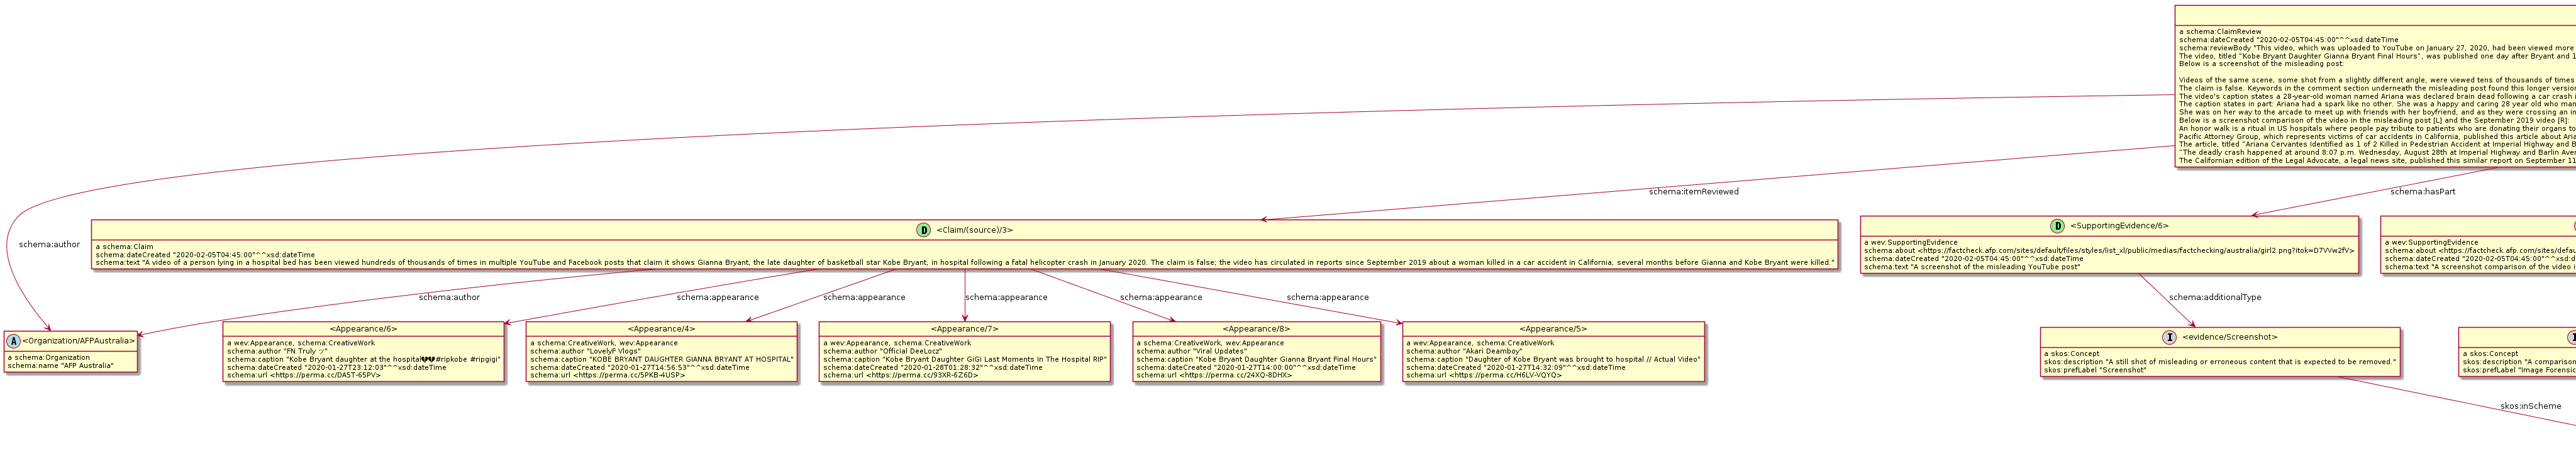 a schema:ClaimReview
schema:dateCreated "2020-02-05T04:45:00"^^xsd:dateTime
schema:reviewBody "This video, which was uploaded to YouTube on January 27, 2020, had been viewed more
The video, titled “Kobe Bryant Daughter Gianna Bryant Final Hours”, was published one day after Bryant and 1
Below is a screenshot of the misleading post:
Videos of the same scene, some shot from a slightly different angle, were viewed tens of thousands of times
The claim is false. Keywords in the comment section underneath the misleading post found this longer version
The video's caption states a 28-year-old woman named Ariana was declared brain dead following a car crash i
The caption states in part: Ariana had a spark like no other. She was a happy and caring 28 year old who man
She was on her way to the arcade to meet up with friends with her boyfriend, and as they were crossing an in
Below is a screenshot comparison of the video in the misleading post [L] and the September 2019 video [R]:
An honor walk is a ritual in US hospitals where people pay tribute to patients who are donating their organs to
Pacific Attorney Group, which represents victims of car accidents in California, published this article about Aria
The article, titled “Ariana Cervantes Identified as 1 of 2 Killed in Pedestrian Accident at Imperial Highway and B
“The deadly crash happened at around 8:07 p.m. Wednesday, August 28th at Imperial Highway and Barlin Aven
The Californian edition of the Legal Advocate, a legal news site, published this similar report on September 11
schema:itemReviewed
schema:hasPart
schema:author
D <Claim/(source)/3>
a schema:Claim
schema:dateCreated "2020-02-05T04:45:00"^^xsd:dateTime
schema:text "A video of a person lying in a hospital bed has been viewed hundreds of thousands of times in multiple YouTube and Facebook posts that claim it shows Gianna Bryant, the late daughter of basketball star Kobe Bryant, in hospital following a fatal helicopter crash in January 2020. The claim is false; the video has circulated in reports since September 2019 about a woman killed in a car accident in California, several months before Gianna and Kobe Bryant were killed."
D <SupportingEvidence/6>
a wev:SupportingEvidence
schema:about <https://factcheck.afp.com/sites/default/files/styles/list_xl/public/medias/factchecking/australia/girl2.png?itok=D7VVw2fV>
schema:dateCreated "2020-02-05T04:45:00"^^xsd:dateTime
schema:text "A screenshot of the misleading YouTube post"
a wev:SupportingEvidence
schema:about <https://factcheck.afp.com/sites/defau
schema:dateCreated "2020-02-05T04:45:00"^^xsd:d
schema:text "A screenshot comparison of the video i
schema:author
schema:appearance
schema:appearance
schema:appearance
schema:appearance
schema:appearance
schema:additionalType
A <Organization/AFPAustralia>
a schema:Organization
schema:name "AFP Australia"
<Appearance/6>
a wev:Appearance, schema:CreativeWork
schema:author "FN Truly ツ"
schema:caption "Kobe Bryant daughter at the hospital💔💔#ripkobe #ripgigi"
schema:dateCreated "2020-01-27T23:12:03"^^xsd:dateTime
schema:url <https://perma.cc/DA5T-65PV>
<Appearance/4>
a schema:CreativeWork, wev:Appearance
schema:author "LovelyF Vlogs"
schema:caption "KOBE BRYANT DAUGHTER GIANNA BRYANT AT HOSPITAL"
schema:dateCreated "2020-01-27T14:56:53"^^xsd:dateTime
schema:url <https://perma.cc/5PKB-4USP>
<Appearance/7>
a wev:Appearance, schema:CreativeWork
schema:author "Official DeeLocz"
schema:caption "Kobe Bryant Daughter GiGi Last Moments In The Hospital RIP"
schema:dateCreated "2020-01-28T01:28:32"^^xsd:dateTime
schema:url <https://perma.cc/93XR-6Z6D>
<Appearance/8>
a schema:CreativeWork, wev:Appearance
schema:author "Viral Updates"
schema:caption "Kobe Bryant Daughter Gianna Bryant Final Hours"
schema:dateCreated "2020-01-27T14:00:00"^^xsd:dateTime
schema:url <https://perma.cc/24XQ-8DHX>
<Appearance/5>
a wev:Appearance, schema:CreativeWork
schema:author "Akari Deamboy"
schema:caption "Daughter of Kobe Bryant was brought to hospital // Actual Video"
schema:dateCreated "2020-01-27T14:32:09"^^xsd:dateTime
schema:url <https://perma.cc/H6LV-VQYQ>
I <evidence/Screenshot>
a skos:Concept
skos:description "A still shot of misleading or erroneous content that is expected to be removed."
skos:prefLabel "Screenshot"
a skos:Concept
skos:description "A comparison
skos:prefLabel "Image Forensic
skos:inScheme